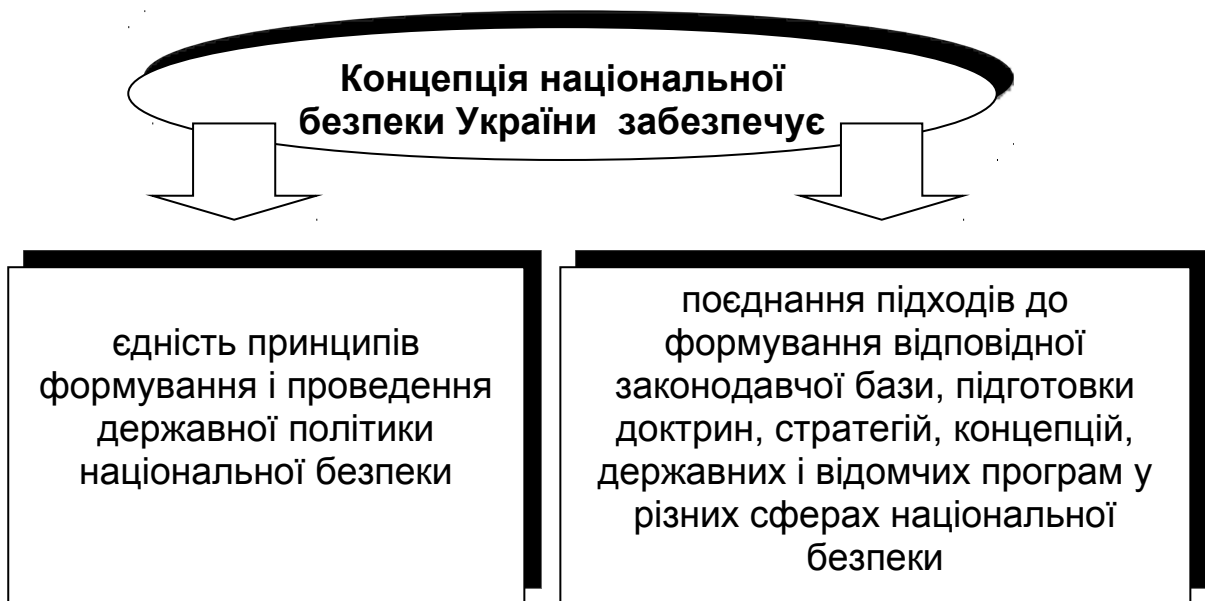 Концепція національної
безпеки України забезпечує
єдність принципів
формування і проведення
державної політики
національної безпеки
поєднання підходів до
формування відповідної
законодавчої бази, підготовки
доктрин, стратегій, концепцій,
державних і відомчих програм у
різних сферах національної
безпеки